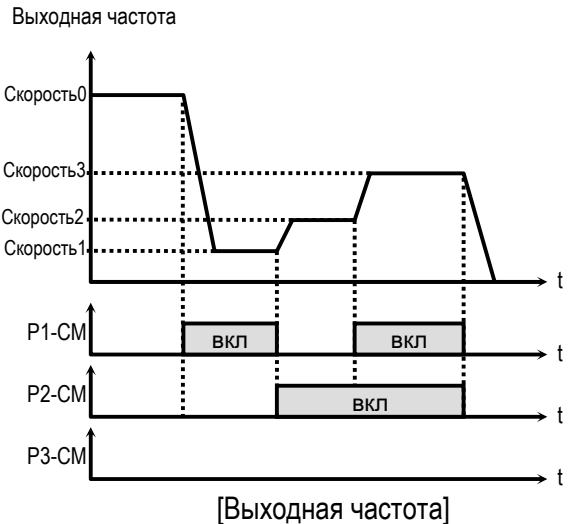 Выходная частота
Скорость0
Скорость3
Скорость2
Скорость1
t
P1-CM
вкл
вкл
t
P2-CM
вкл
t
P3-CM
t
[Выходная частота]